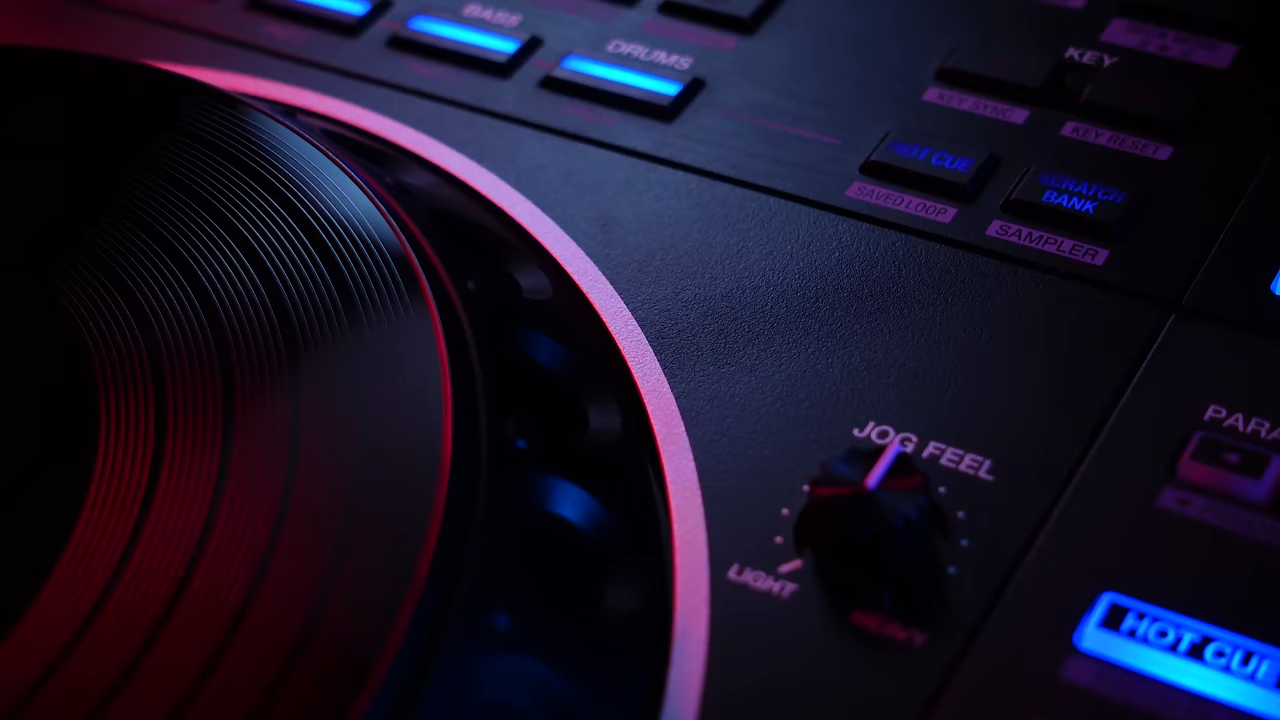 BASS
DRUMS
KEY
KEY SYNC
KEY RESET
HOT CUE
SCRATCH
BANK
SAVED LOOP
SAMPLER
JOG FEEL
LIGHT
HEAVY
PARA
HOT CUE